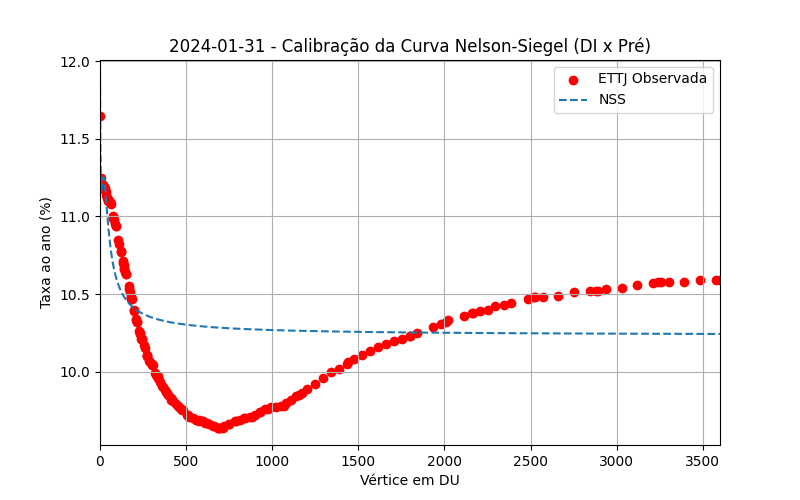 2024-01-31 - Calibração da Curva Nelson-Siegel (DI x Pré)
ETTJ Observada
NSS
Taxa ao ano (%)
12.0
11.5
11.0
10.5
10.0
0 500 1000 1500 2000 2500 3000 3500
Vértice em DU